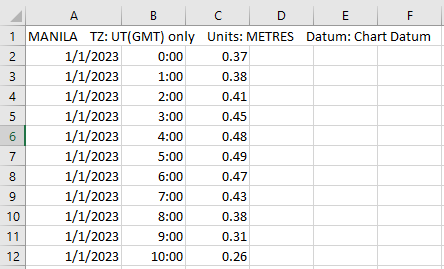 A B C D E F
1 MANILA TZ: UT(GMT) only Units: METRES Datum: Chart Datum
2 1/1/2023 0:00 0.37
3 1/1/2023 1:00 0.38
4 1/1/2023 2:00 0.41
5 1/1/2023 3:00 0.45
6 1/1/2023 4:00 0.48
7 1/1/2023 5:00 0.49
8 1/1/2023 6:00 0.47
9 1/1/2023 7:00 0.43
10 1/1/2023 8:00 0.38
11 1/1/2023 9:00 0.31
12 1/1/2023 10:00 0.26